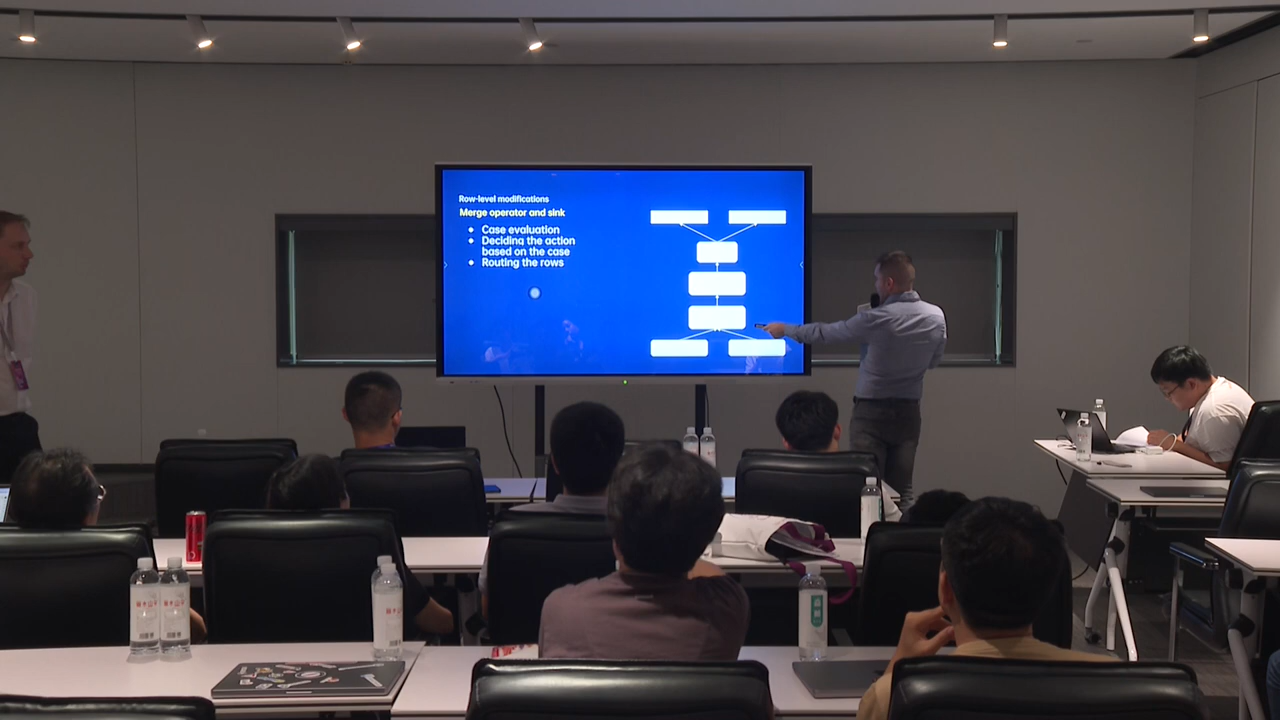 Row-level modifications
Merge operator and sink
Case evaluation
Deciding the action
based on the case
Routing the rows